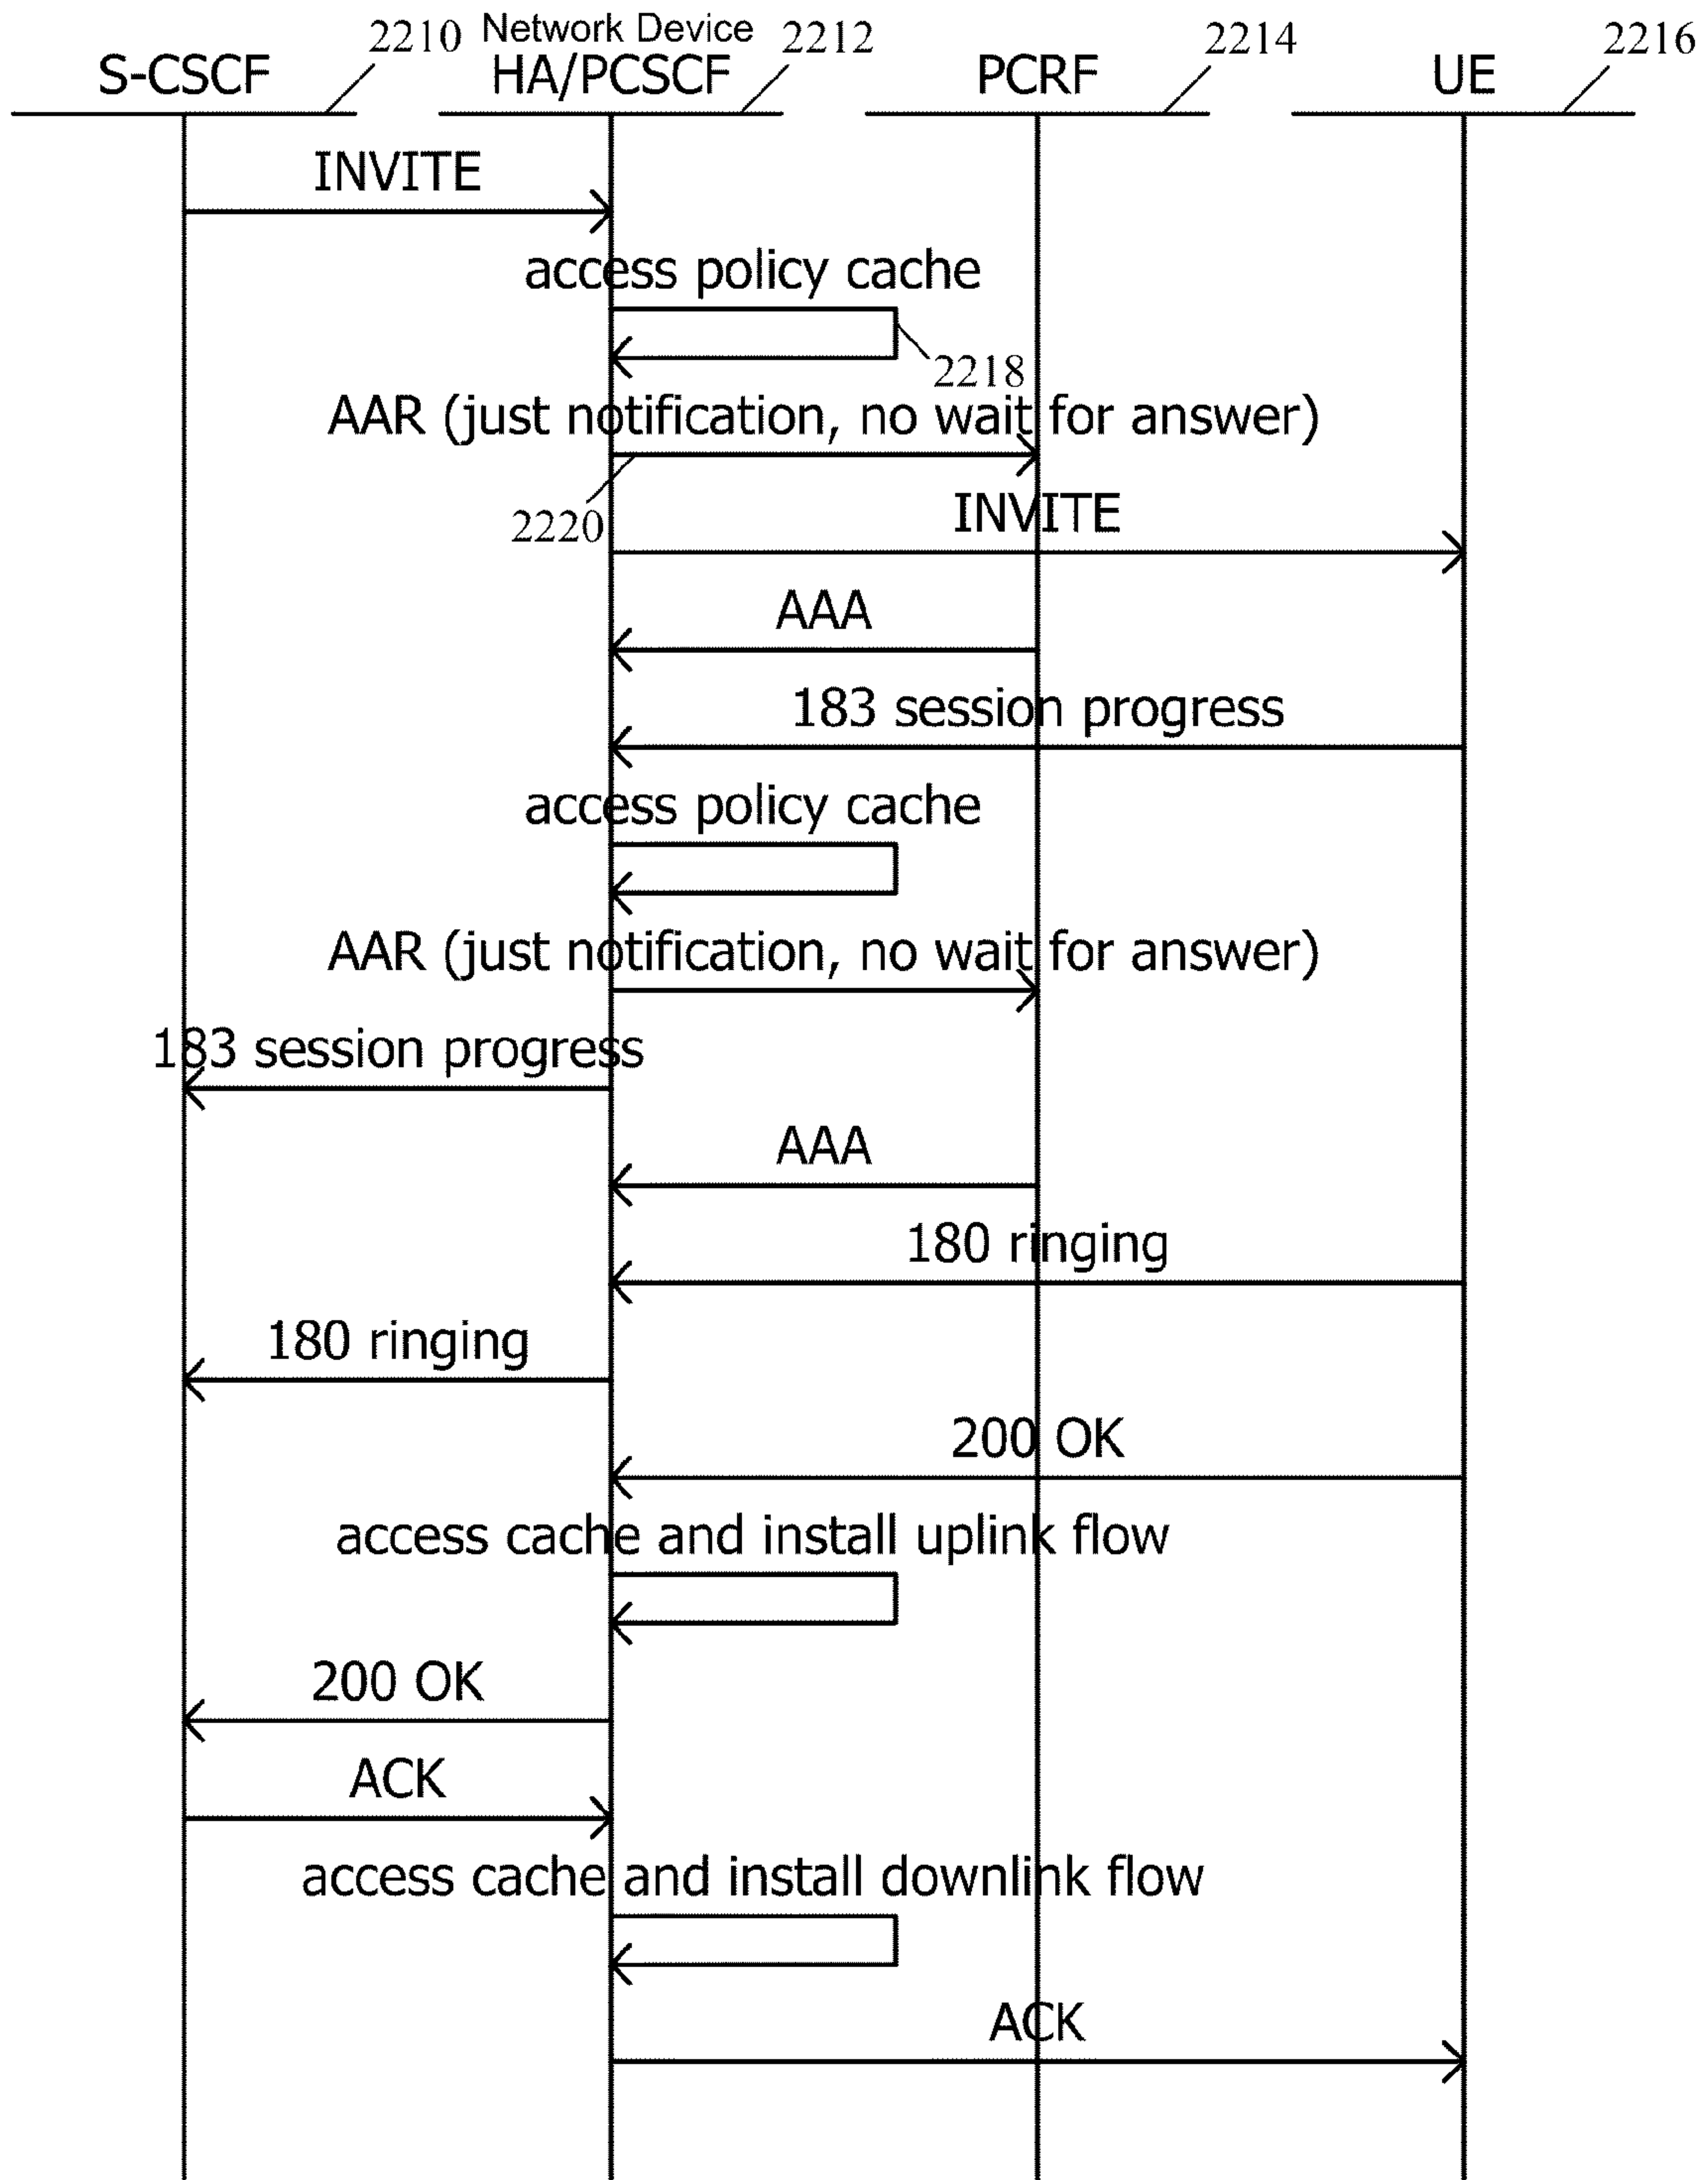 2210 Network Device 2212 2214 2216
S-CSCF HA/PCSCF PCRF UE
INVITE
access policy cache
2218
AAR (just notification, no wait for answer)
2220
INVITE
AAA
183 session progress
access policy cache
AAR (just notification, no wait for answer)
183 session progress
AAA
180 ringing
180 ringing
200 OK
access cache and install uplink flow
200 OK
ACK
access cache and install downlink flow
ACK